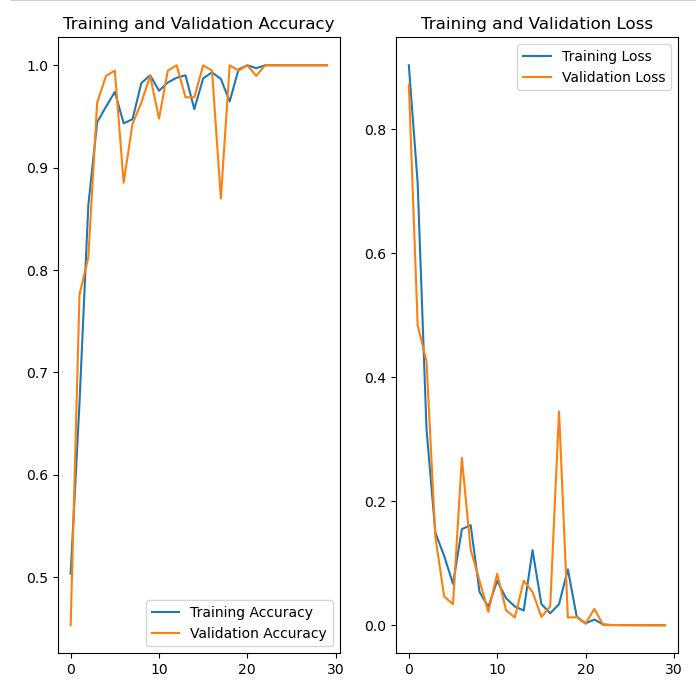 Training and Validation Accuracy
1.0
0.9
0.8
0.7
0.6
0.5
Training Accuracy
Validation Accuracy
0 10 20 30
Training and Validation Loss
Training Loss
Validation Loss
0.8
0.6
0.4
0.2
0.0
0 10 20 30